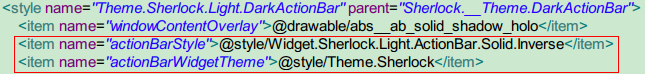 <style name="Theme.Sherlock.Light.DarkActionBar" parent="Sherlock.__Theme.DarkActionBar">
<item name="windowContentOverlay">@drawable/abs__ab_solid_shadow_holo</item>
<item name="actionBarStyle">@style/Widget.Sherlock.Light.ActionBar.Solid.Inverse</item>
<item name="actionBarWidgetTheme">@style/Theme.Sherlock</item>